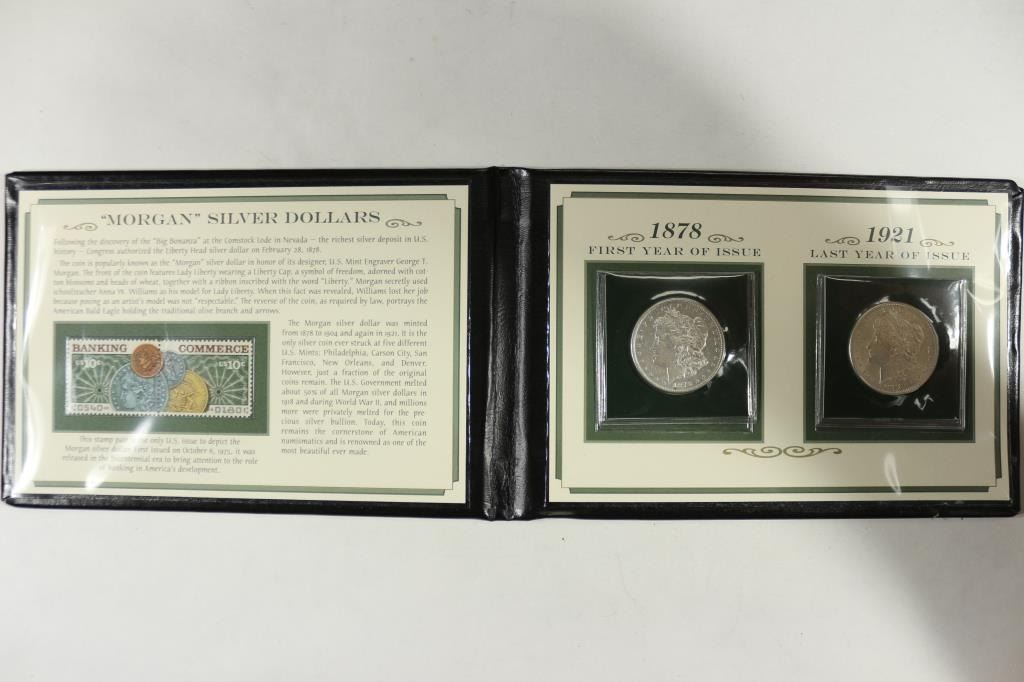 "MORGAN" SILVER DOLLARS
Following the discovery of the "Big Bonanza" at the Comstock Lode in Nevada — the richest silver deposit in U.S.
history — Congress authorized the Liberty Head silver dollar on February 28, 1878.
The coin is popularly known as the "Morgan" silver dollar in honor of its designer, U.S. Mint Engraver George T.
Morgan. The front of the coin features Lady Liberty wearing a Liberty Cap, a symbol of freedom, adorned with cot-
ton blossoms and heads of wheat, together with a ribbon inscribed with the word "Liberty." Morgan secretly used
schoolteacher Anna W. Williams as his model for Lady Liberty. When this fact was revealed, Williams lost her job
because posing as an artist's model was not "respectable." The reverse of the coin, as required by law, portrays the
American Bald Eagle holding the traditional olive branch and arrows.
BANKING COMMERCE
US10c US10c
The Morgan silver dollar was minted
from 1878 to 1904 and again in 1921. It is the
only silver coin ever struck at five different
U.S. Mints: Philadelphia, Carson City, San
Francisco, New Orleans, and Denver.
However, just a fraction of the original
coins remain. The U.S. Government melted
about 50% of all Morgan silver dollars in
1918 and during World War II, and millions
more were privately melted for the pre-
cious silver bullion. Today, this coin
remains the cornerstone of American
numismatics and is renowned as one of the
most beautiful ever made.
This stamp pair is the only U.S. issue to depict the
Morgan silver dollar. First issued on October 6, 1975, it was
released in the Bicentennial era to bring attention to the role
of banking in America's development.
1878
FIRST YEAR OF ISSUE
1921
LAST YEAR OF ISSUE
1878